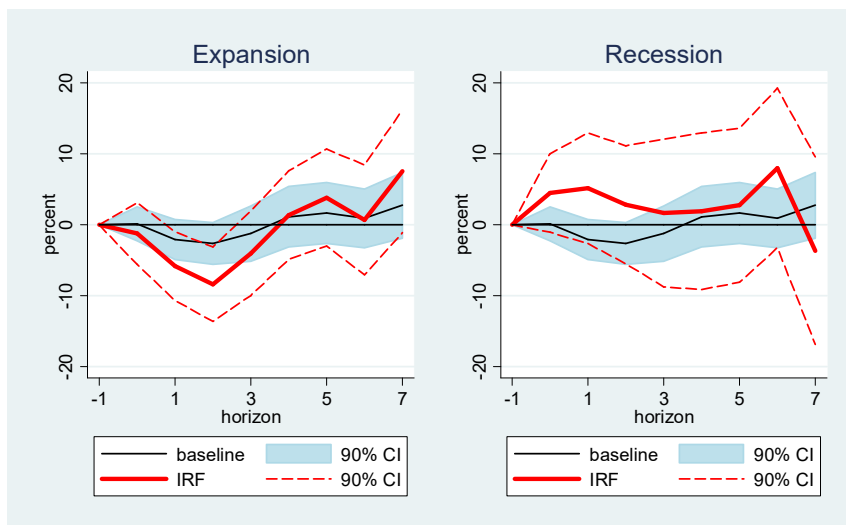 Expansion
20
10
0
-10
-20
percent
-1 1 3 5 7
horizon
baseline 90% CI
IRF 90% CI
Recession
20
10
0
-10
-20
percent
-1 1 3 5 7
horizon
baseline 90% CI
IRF 90% CI